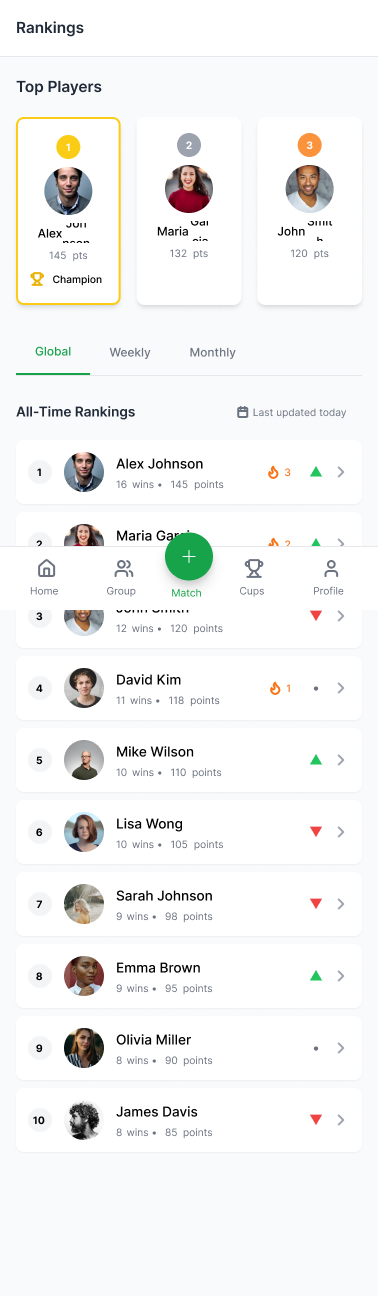 Rankings
Top Players
1
2
3
Alex
Maria
John
145 pts
132 pts
120 pts
Champion
Global
Weekly
Monthly
All-Time Rankings
Last updated today
1
Alex Johnson
16 wins • 145 points
3
2
Maria Garcia
2
Home
Group
Match
Cups
Profile
3
John Smith
12 wins • 120 points
4
David Kim
11 wins • 118 points
1
5
Mike Wilson
10 wins • 110 points
6
Lisa Wong
10 wins • 105 points
7
Sarah Johnson
9 wins • 98 points
8
Emma Brown
9 wins • 95 points
9
Olivia Miller
8 wins • 90 points
10
James Davis
8 wins • 85 points